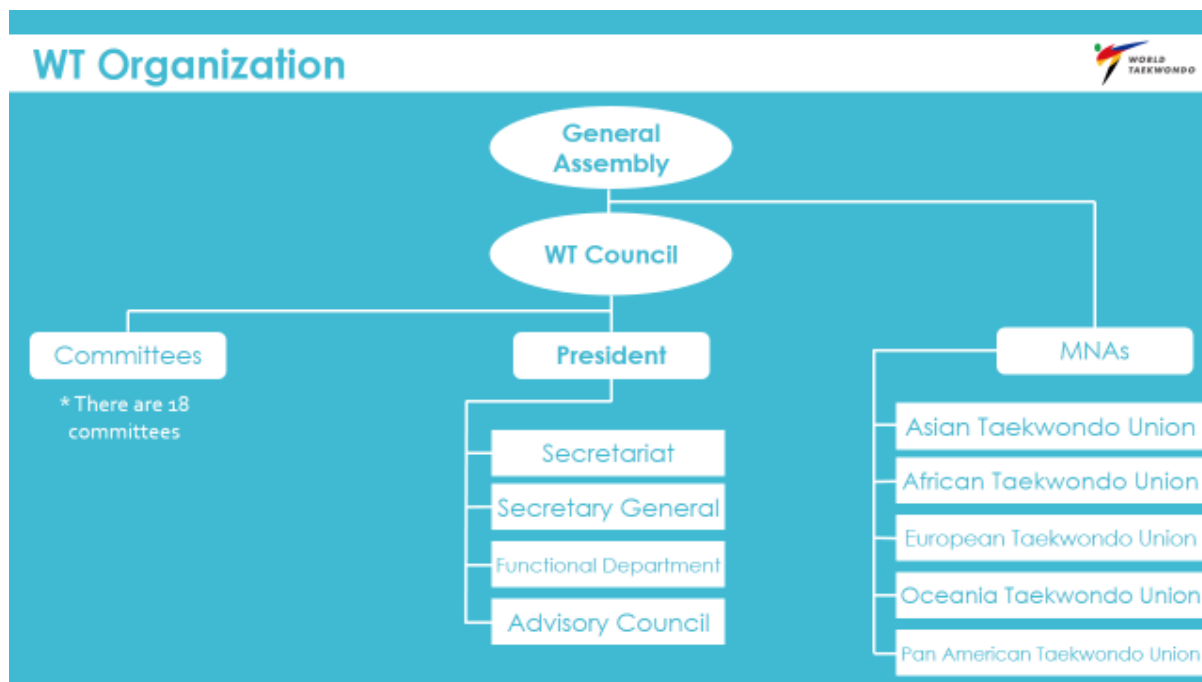 WT Organization
WORLD
TAEKWONDO
General
Assembly
WT Council
Committees
* There are 18
committees
President
Secretariat
Secretary General
Functional Department
Advisory Council
MNAs
Asian Taekwondo Union
African Taekwondo Union
European Taekwondo Union
Oceania Taekwondo Union
Pan American Taekwondo Union